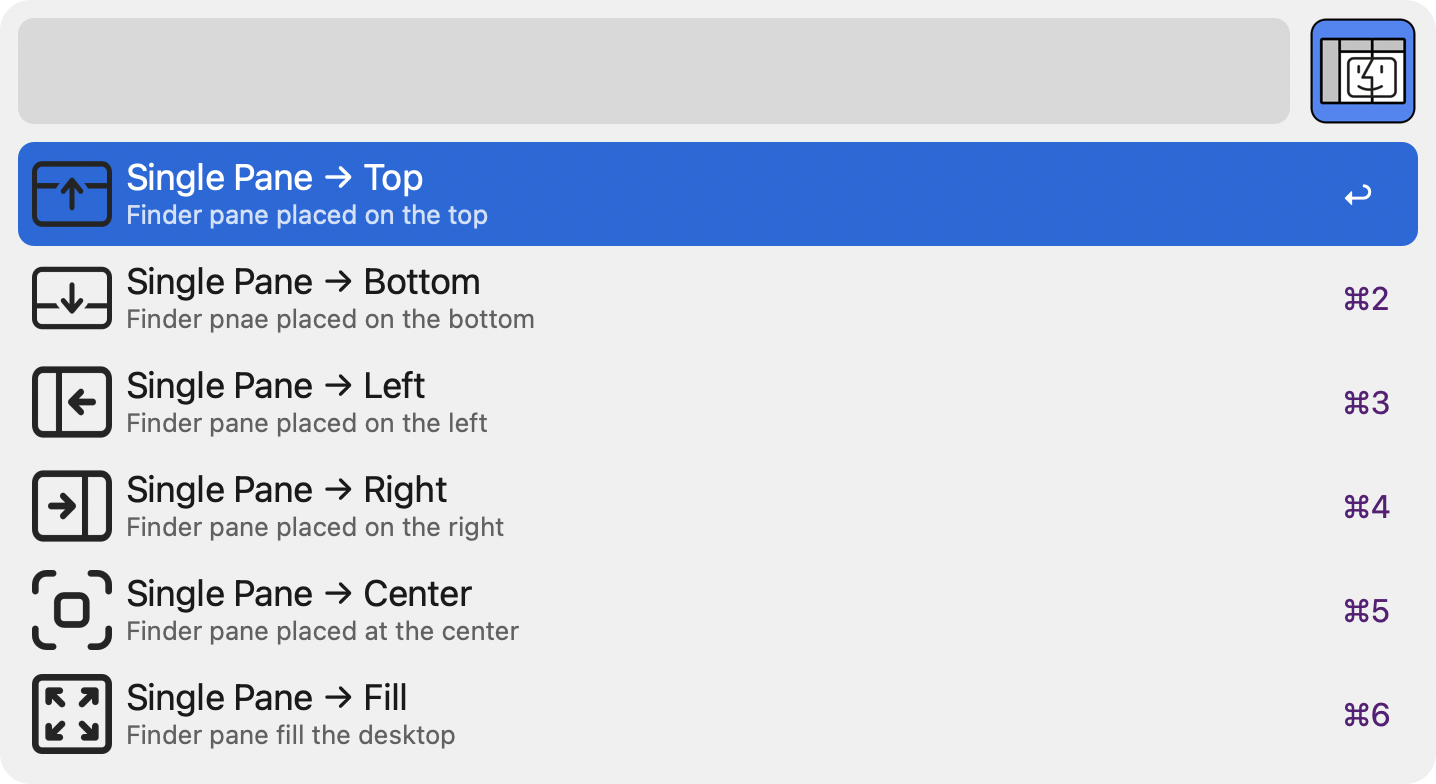 Single Pane → Top
Finder pane placed on the top
↩
Single Pane → Bottom
Finder pnae placed on the bottom
⌘2
Single Pane → Left
Finder pane placed on the left
⌘3
Single Pane → Right
Finder pane placed on the right
⌘4
Single Pane → Center
Finder pane placed at the center
⌘5
Single Pane → Fill
Finder pane fill the desktop
⌘6